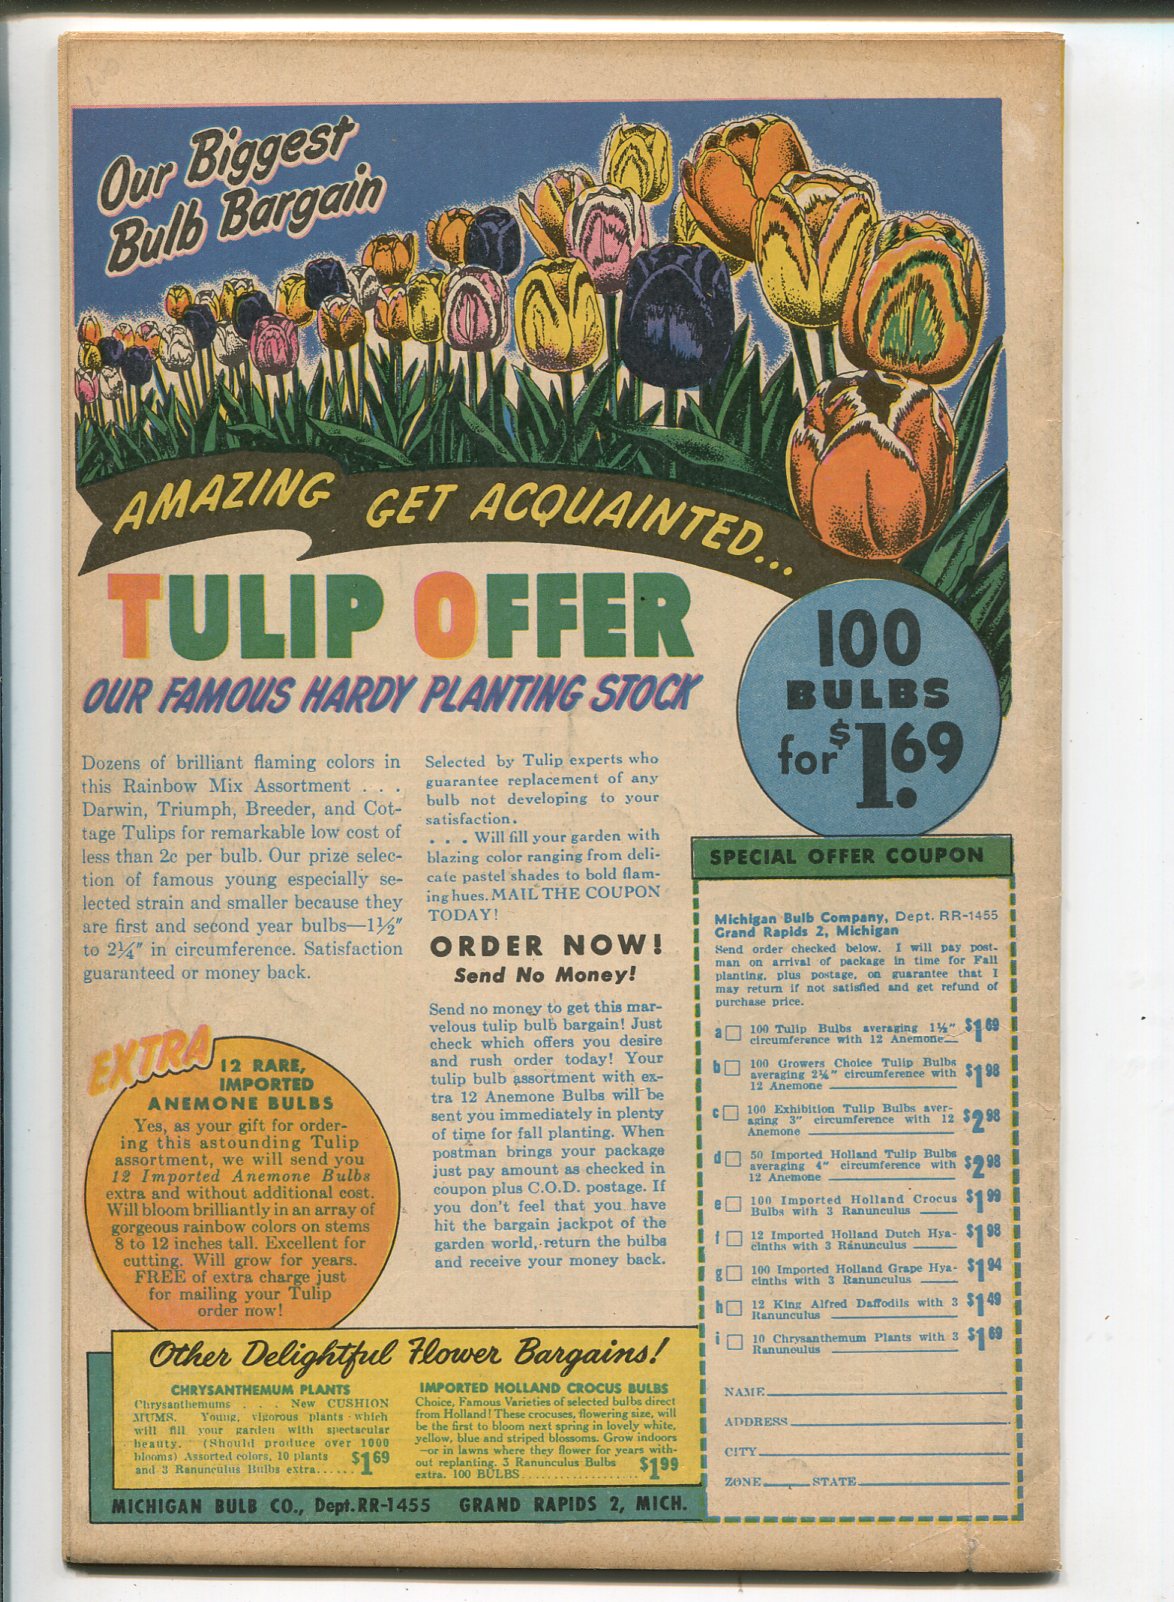 Our Biggest
Bulb Bargain
AMAZING GET ACQUAINTED...
TULIP OFFER
OUR FAMOUS HARDY PLANTING STOCK
100
BULBS
for $1.69
Dozens of brilliant flaming colors in
this Rainbow Mix Assortment . . .
Darwin, Triumph, Breeder, and Cot-
tage Tulips for remarkable low cost of
less than 2c per bulb. Our prize selec-
tion of famous young especially se-
lected strain and smaller because they
are first and second year bulbs—1½"
to 2¼" in circumference. Satisfaction
guaranteed or money back.
EXTRA
12 RARE,
IMPORTED
ANEMONE BULBS
Yes, as your gift for order-
ing this astounding Tulip
assortment, we will send you
12 Imported Anemone Bulbs
extra and without additional cost.
Will bloom brilliantly in an array of
gorgeous rainbow colors on stems
8 to 12 inches tall. Excellent for
cutting. Will grow for years.
FREE of extra charge just
for mailing your Tulip
order now!
Selected by Tulip experts who
guarantee replacement of any
bulb not developing to your
satisfaction.
. . . Will fill your garden with
blazing color ranging from deli-
cate pastel shades to bold flam-
ing hues. MAIL THE COUPON
TODAY!
ORDER NOW!
Send No Money!
Send no money to get this mar-
velous tulip bulb bargain! Just
check which offers you desire
and rush order today! Your
tulip bulb assortment with ex-
tra 12 Anemone Bulbs will be
sent you immediately in plenty
of time for fall planting. When
postman brings your package
just pay amount as checked in
coupon plus C.O.D. postage. If
you don't feel that you have
hit the bargain jackpot of the
garden world, return the bulbs
and receive your money back.
SPECIAL OFFER COUPON
Michigan Bulb Company, Dept. RR-1455
Grand Rapids 2, Michigan
Send order checked below. I will pay post-
man on arrival of package in time for Fall
planting, plus postage, on guarantee that I
may return if not satisfied and get refund of
purchase price.
a 100 Tulip Bulbs averaging 1½" $1.69
circumference with 12 Anemone
b 100 Growers Choice Tulip Bulbs
averaging 2¼" circumference with $1.98
12 Anemone
c 100 Exhibition Tulip Bulbs aver-
aging 3" circumference with 12 $2.98
Anemone
d 50 Imported Holland Tulip Bulbs
averaging 4" circumference with $2.98
12 Anemone
e 100 Imported Holland Crocus $1.99
Bulbs with 3 Ranunculus
f 12 Imported Holland Dutch Hya- $1.98
cinths with 3 Ranunculus
g 100 Imported Holland Grape Hya- $1.94
cinths with 3 Ranunculus
h 12 King Alfred Daffodils with 3 $1.49
Ranunculus
i 10 Chrysanthemum Plants with 3 $1.69
Ranunculus
NAME
ADDRESS
CITY
ZONE STATE
Other Delightful Flower Bargains!
CHRYSANTHEMUM PLANTS
Chrysanthemums . . . New CUSHION
MUMS. Young, vigorous plants which
will fill your garden with spectacular
beauty. (Should produce over 1000
blooms) Assorted colors, 10 plants
and 3 Ranunculus Bulbs extra...... $1.69
IMPORTED HOLLAND CROCUS BULBS
Choice, Famous Varieties of selected bulbs direct
from Holland! These crocuses, flowering size, will
be the first to bloom next spring in lovely white,
yellow, blue and striped blossoms. Grow indoors
—or in lawns where they flower for years with-
out replanting. 3 Ranunculus Bulbs
extra. 100 BULBS.................... $1.99
MICHIGAN BULB CO., Dept. RR-1455 GRAND RAPIDS 2, MICH.